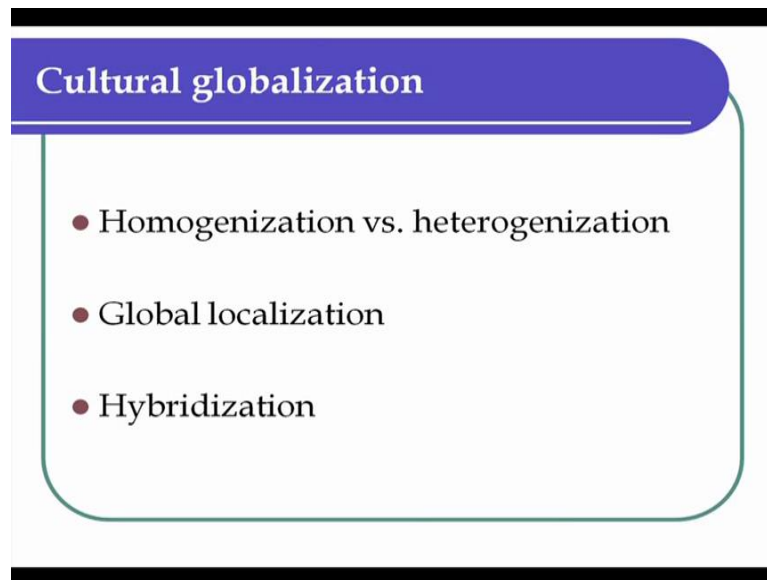 Cultural globalization
Homogenization vs. heterogenization
Global localization
Hybridization